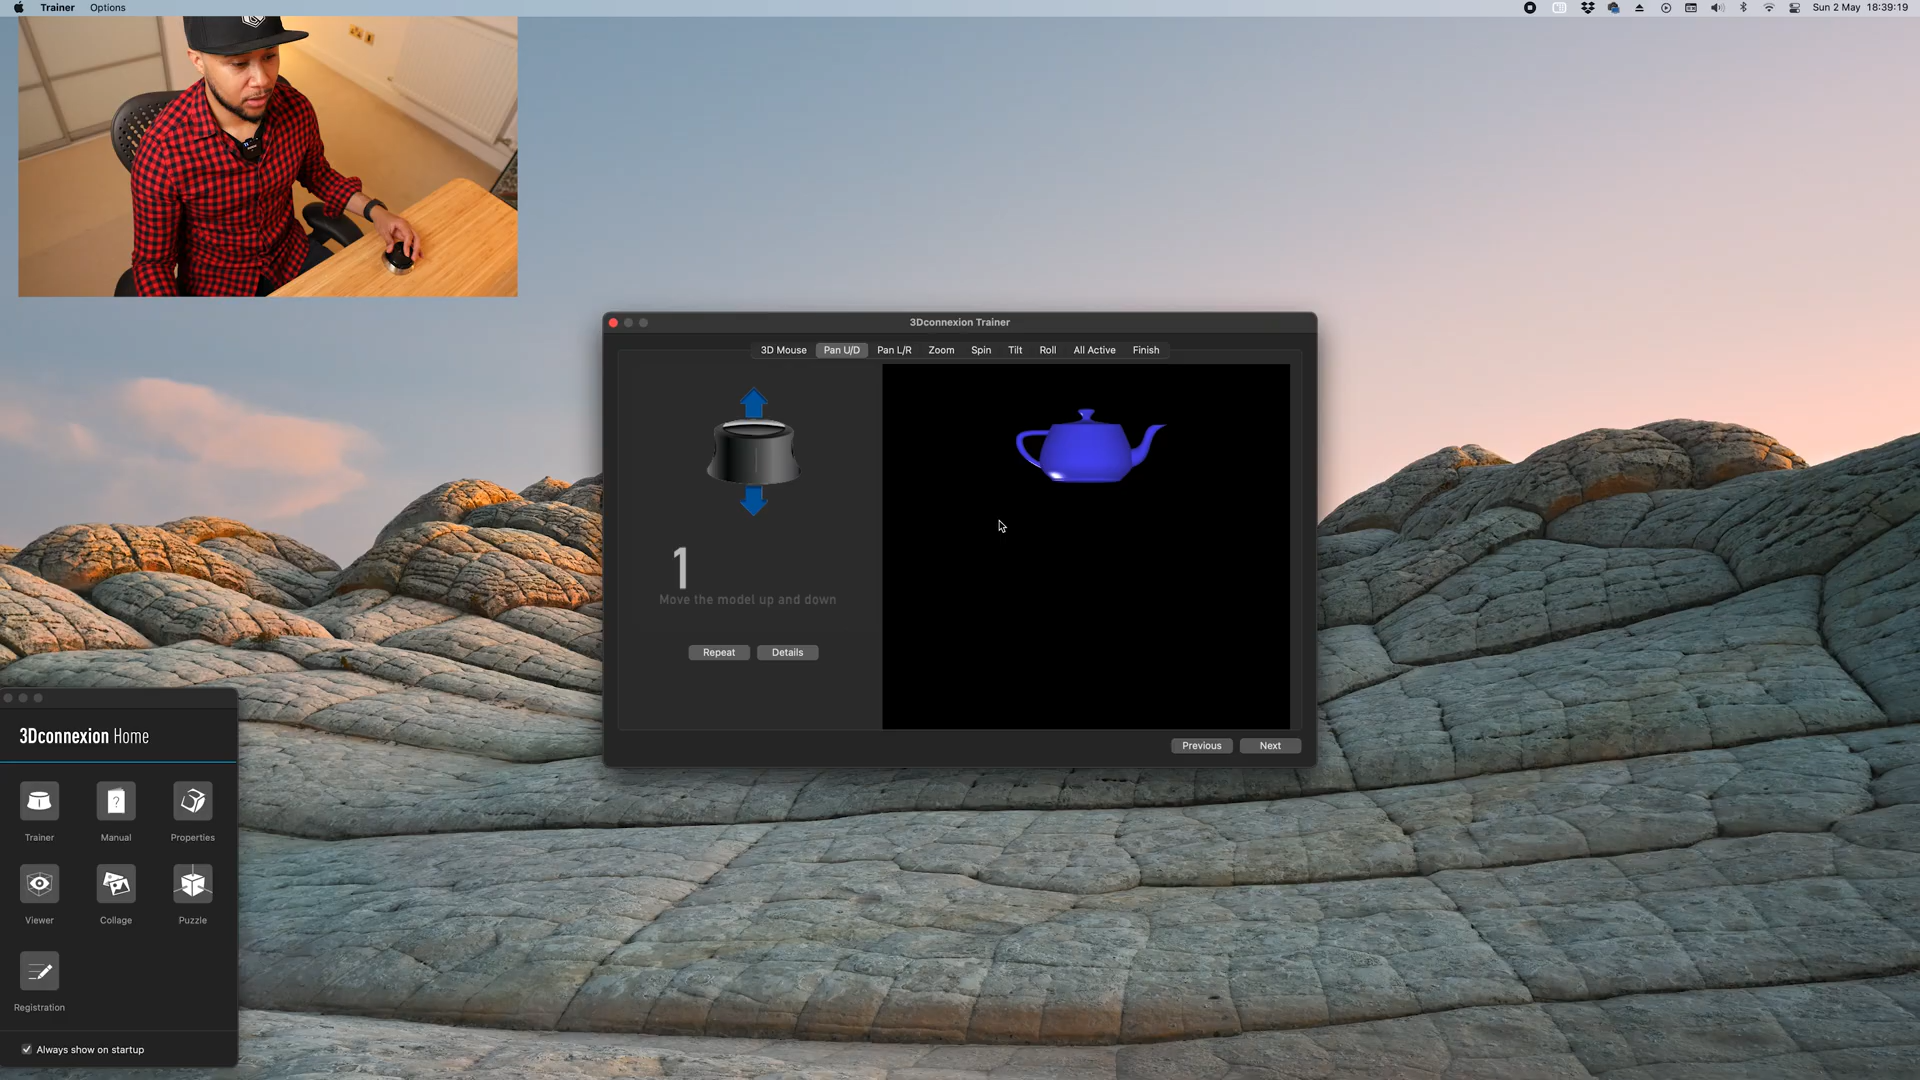 Trainer Options
Sun 2 May 18:39:19
3Dconnexion Trainer
3D Mouse Pan U/D Pan L/R Zoom Spin Tilt Roll All Active Finish
1
Move the model up and down
Repeat Details
Previous Next
3Dconnexion Home
Trainer Manual Properties
?
Viewer Collage Puzzle
Registration
Always show on startup